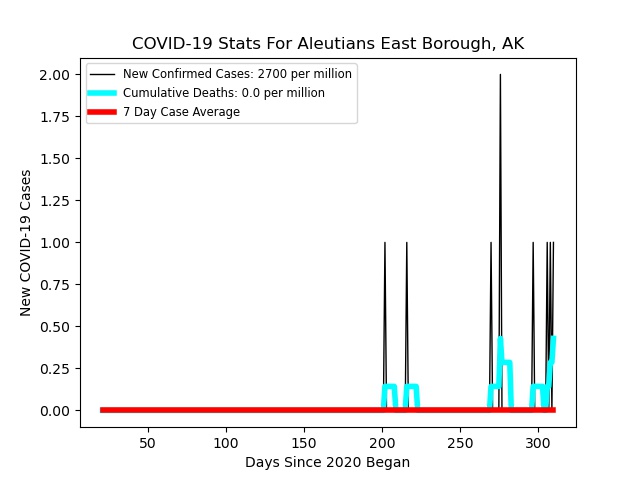 COVID-19 Stats For Aleutians East Borough, AK
New Confirmed Cases: 2700 per million
Cumulative Deaths: 0.0 per million
7 Day Case Average
New COVID-19 Cases
2.00
1.75
1.50
1.25
1.00
0.75
0.50
0.25
0.00
50 100 150 200 250 300
Days Since 2020 Began